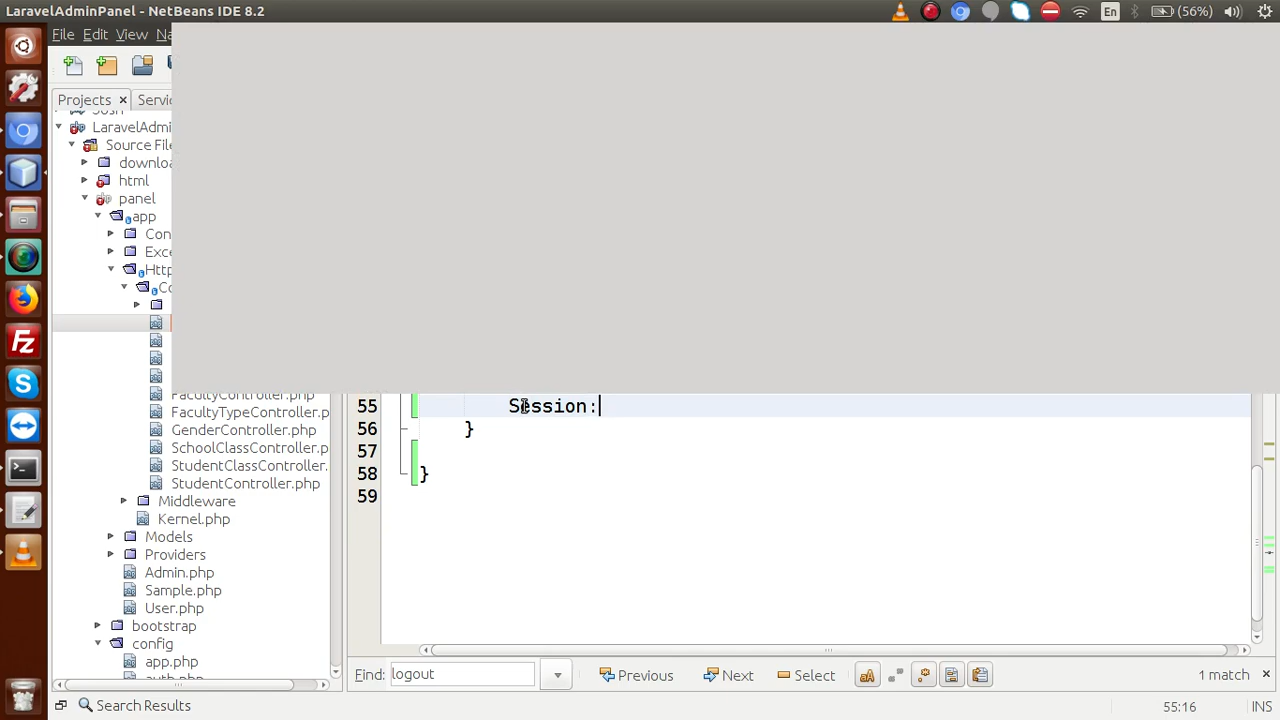 LaravelAdminPanel - NetBeans IDE 8.2
En
(56%)
File Edit View Na
Projects × Servic
LaravelAdmin
Source File
downloa
html
panel
app
Con
Exce
Http
Co
FacultyController.php
FacultyTypeController.p
GenderController.php
SchoolClassController.p
StudentClassController.
StudentController.php
Middleware
Kernel.php
Models
Providers
Admin.php
Sample.php
User.php
bootstrap
config
app.php
55 Session:
56 }
57
58 }
59
Find: logout Previous Next Select 1 match
Search Results 55:16 INS